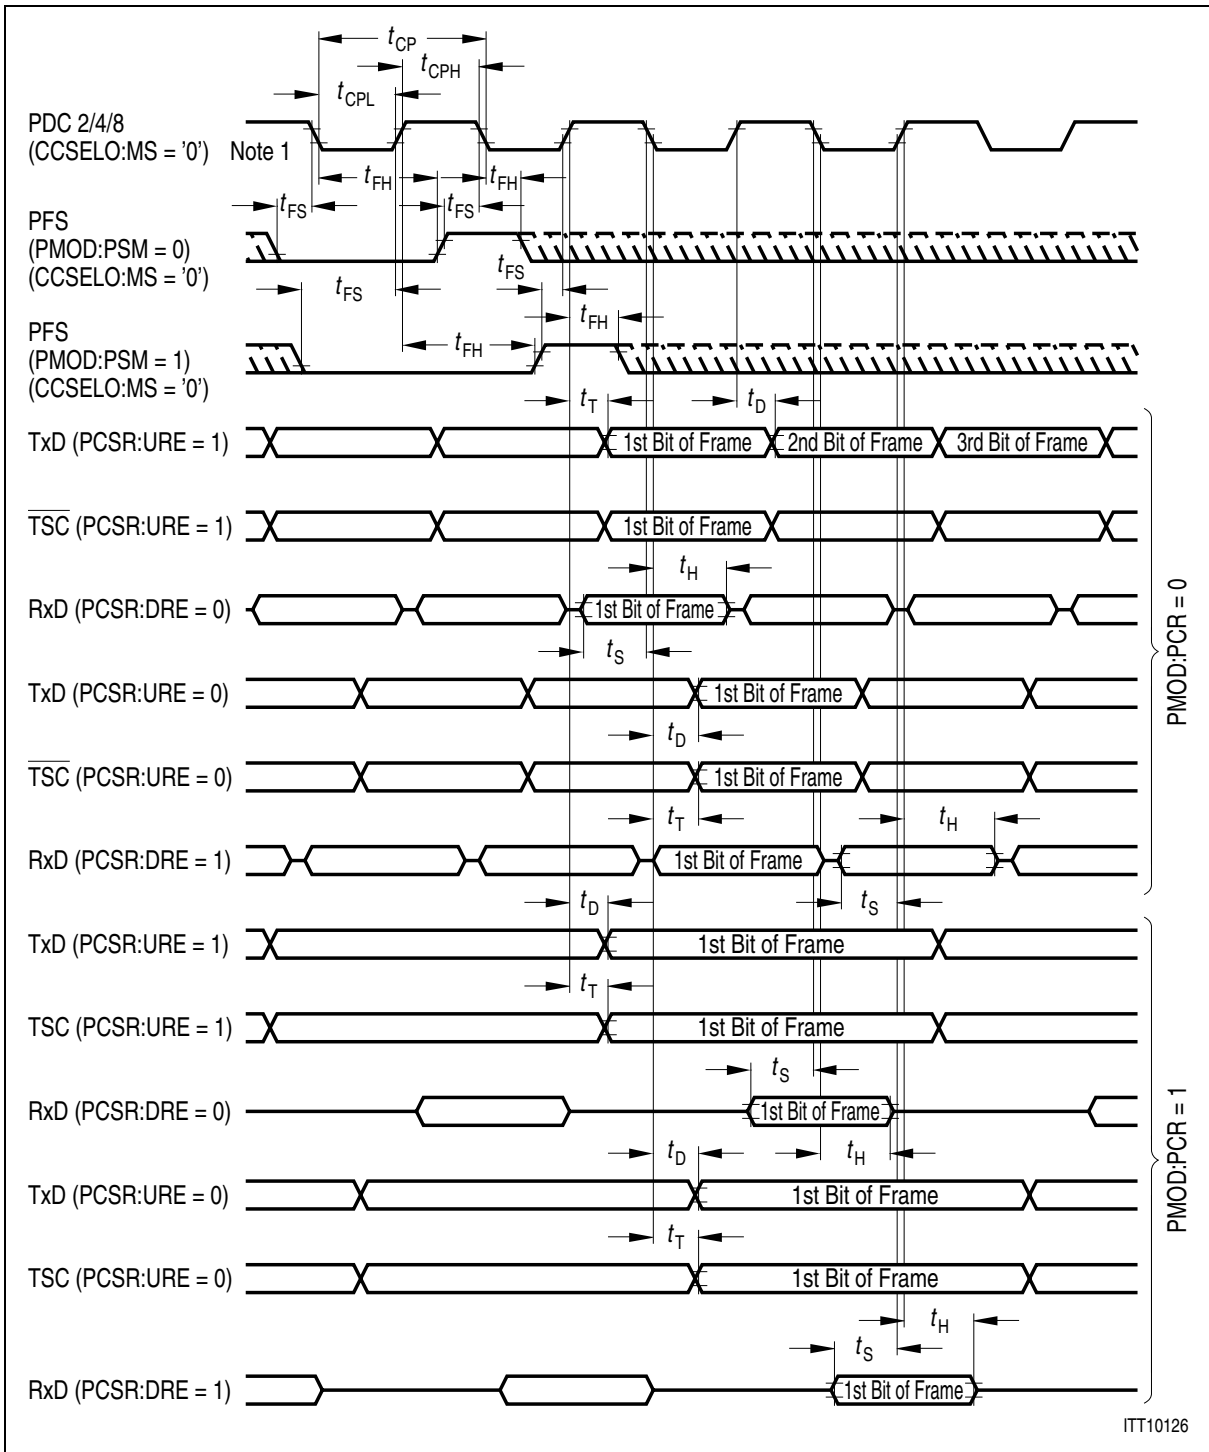 tCP
tCPH
tCPL
PDC 2/4/8
(CCSELO:MS = '0') Note 1
tFH
tFH
tFS
tFS
PFS
(PMOD:PSM = 0)
(CCSELO:MS = '0')
tFS
tFS
tFH
PFS
(PMOD:PSM = 1)
(CCSELO:MS = '0')
tFH
tT
tD
TxD (PCSR:URE = 1) 1st Bit of Frame 2nd Bit of Frame 3rd Bit of Frame
TSC (PCSR:URE = 1) 1st Bit of Frame
tH
RxD (PCSR:DRE = 0) 1st Bit of Frame
tS
TxD (PCSR:URE = 0) 1st Bit of Frame
tD
TSC (PCSR:URE = 0) 1st Bit of Frame
tT
tH
RxD (PCSR:DRE = 1) 1st Bit of Frame
tD
tS
PMOD:PCR = 0
TxD (PCSR:URE = 1) 1st Bit of Frame
tT
TSC (PCSR:URE = 1) 1st Bit of Frame
tS
RxD (PCSR:DRE = 0) 1st Bit of Frame
tD
tH
TxD (PCSR:URE = 0) 1st Bit of Frame
tT
TSC (PCSR:URE = 0) 1st Bit of Frame
tH
tS
RxD (PCSR:DRE = 1) 1st Bit of Frame
PMOD:PCR = 1
ITT10126